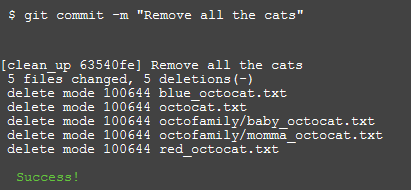 $ git commit -m "Remove all the cats"
[clean_up 63540fe] Remove all the cats
5 files changed, 5 deletions(-)
delete mode 100644 blue_octocat.txt
delete mode 100644 octocat.txt
delete mode 100644 octofamily/baby_octocat.txt
delete mode 100644 octofamily/momma_octocat.txt
delete mode 100644 red_octocat.txt
Success!